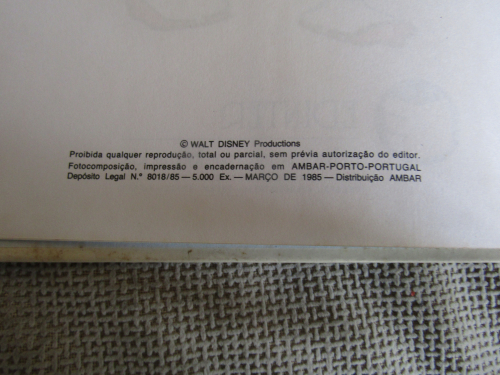 © WALT DISNEY Productions
Proibida qualquer reprodução, total ou parcial, sem prévia autorização do editor.
Fotocomposição, impressão e encadernação em AMBAR-PORTO-PORTUGAL
Depósito Legal N.º 8018/85 — 5.000 Ex. — MARÇO DE 1985 — Distribuição AMBAR